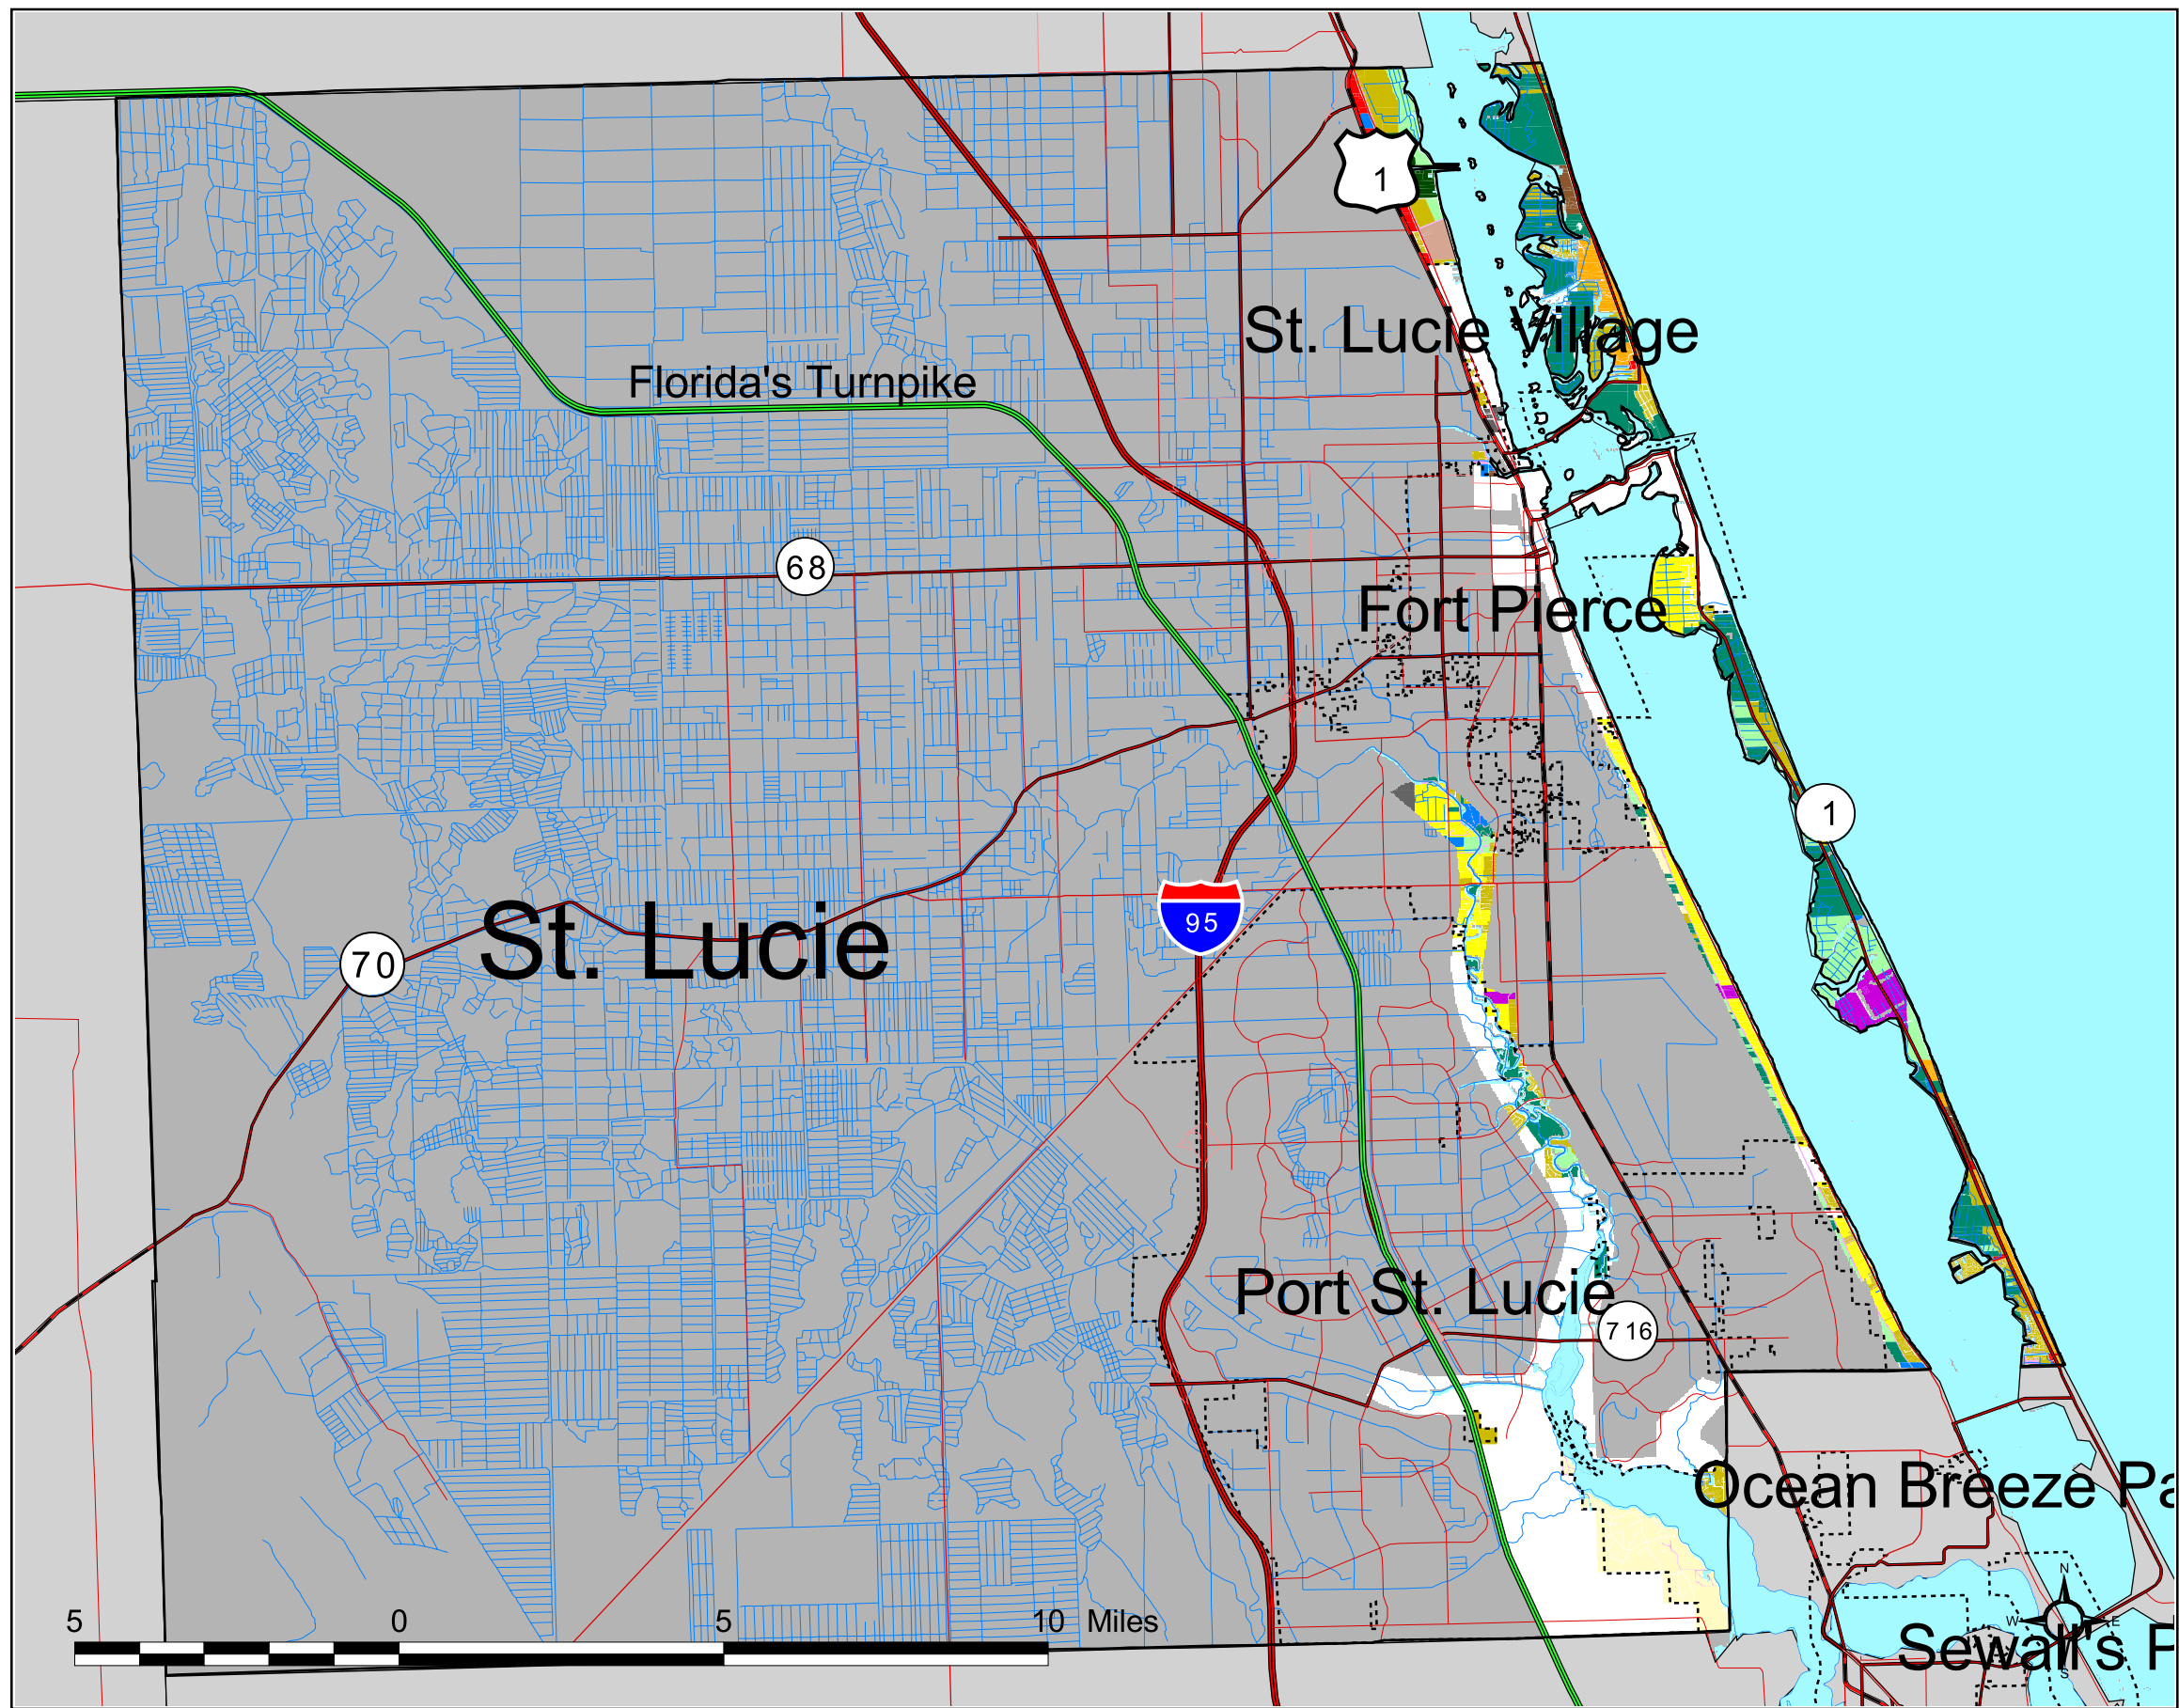 1
St. Lucie Village
Florida's Turnpike
68
Fort Pierce
1
95
St. Lucie
70
Port St. Lucie
716
Ocean Breeze Pa
N
W E
S
Sewall's P
5 0 5 10 Miles